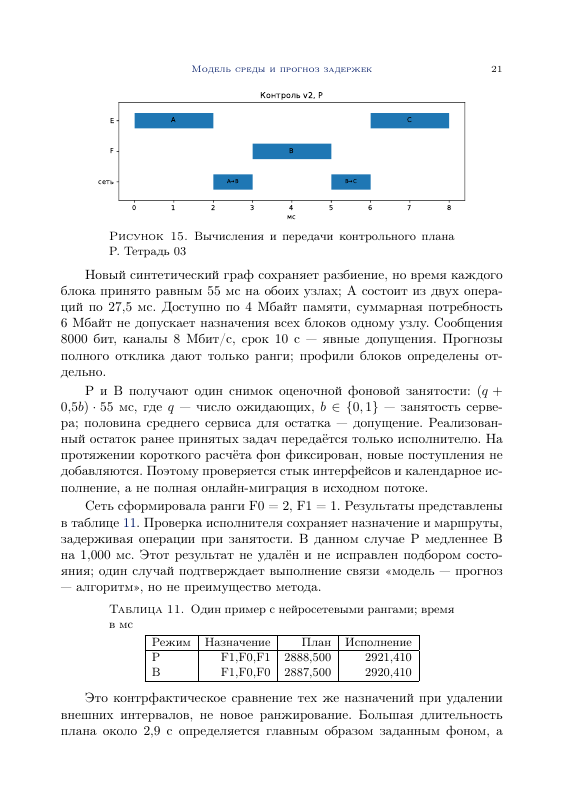 Модель среды и прогноз задержек 21
Контроль v2, P
E
A
C
F
B
сеть
A→B
B→C
0 1 2 3 4 5 6 7 8
мс
Рисунок 15. Вычисления и передачи контрольного плана
P. Тетрадь 03
Новый синтетический граф сохраняет разбиение, но время каждого
блока принято равным 55 мс на обоих узлах; A состоит из двух опера-
ций по 27,5 мс. Доступно по 4 Мбайт памяти, суммарная потребность
6 Мбайт не допускает назначения всех блоков одному узлу. Сообщения
8000 бит, каналы 8 Мбит/с, срок 10 с — явные допущения. Прогнозы
полного отклика дают только ранги; профили блоков определены от-
дельно.
P и B получают один снимок оценочной фоновой занятости: (q +
0,5b) · 55 мс, где q — число ожидающих, b ∈ {0,1} — занятость серве-
ра; половина среднего сервиса для остатка — допущение. Реализован-
ный остаток ранее принятых задач передаётся только исполнителю. На
протяжении короткого расчёта фон фиксирован, новые поступления не
добавляются. Поэтому проверяется стык интерфейсов и календарное ис-
полнение, а не полная онлайн-миграция в исходном потоке.
Сеть сформировала ранги F0 = 2, F1 = 1. Результаты представлены
в таблице 11. Проверка исполнителя сохраняет назначение и маршруты,
задерживая операции при занятости. В данном случае P медленнее B
на 1,000 мс. Этот результат не удалён и не исправлен подбором состо-
яния; один случай подтверждает выполнение связи «модель — прогноз
— алгоритм», но не преимущество метода.
Таблица 11. Один пример с нейросетевыми рангами; время
в мс
Режим Назначение План Исполнение
P F1,F0,F1 2888,500 2921,410
B F1,F0,F0 2887,500 2920,410
Это контрфактическое сравнение тех же назначений при удалении
внешних интервалов, не новое ранжирование. Большая длительность
плана около 2,9 с определяется главным образом заданным фоном, а